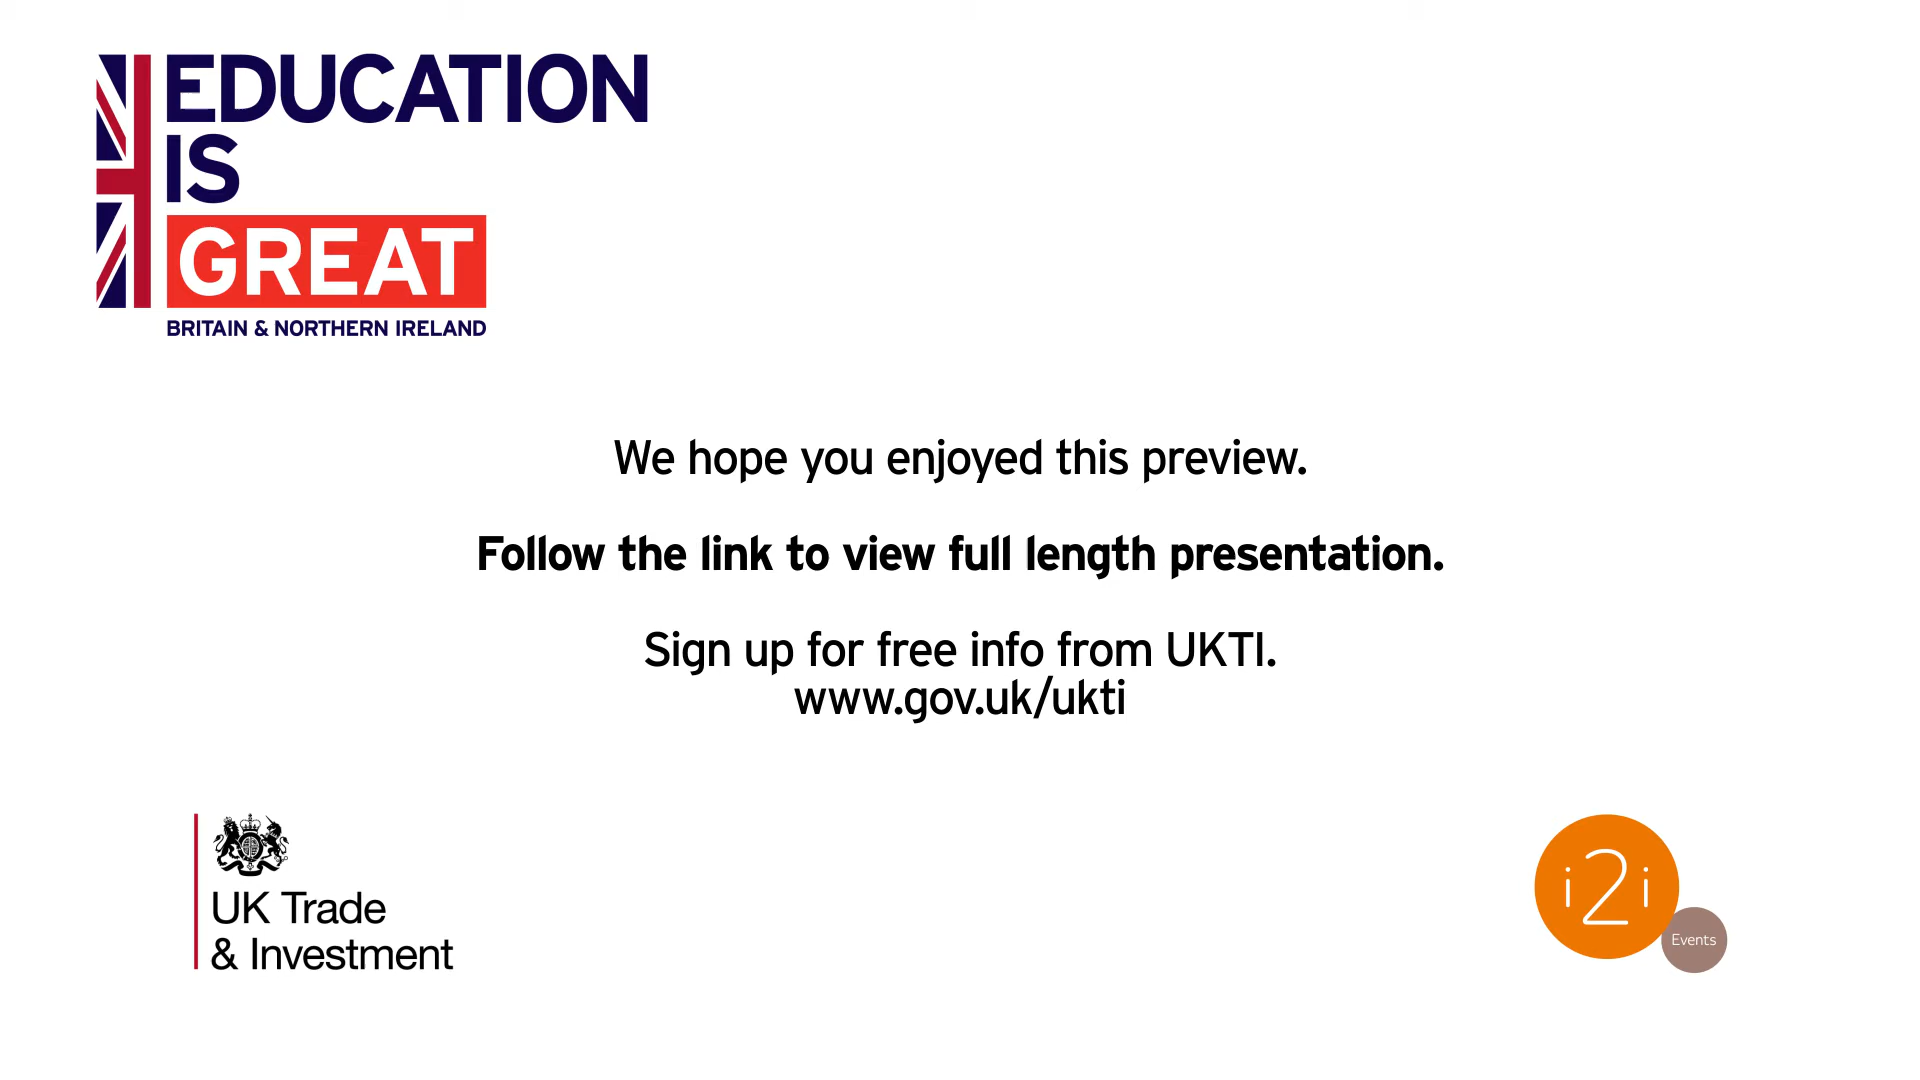 EDUCATION
IS
GREAT
BRITAIN & NORTHERN IRELAND
We hope you enjoyed this preview.
Follow the link to view full length presentation.
Sign up for free info from UKTI.
www.gov.uk/ukti
UK Trade
& Investment
i2i
Events